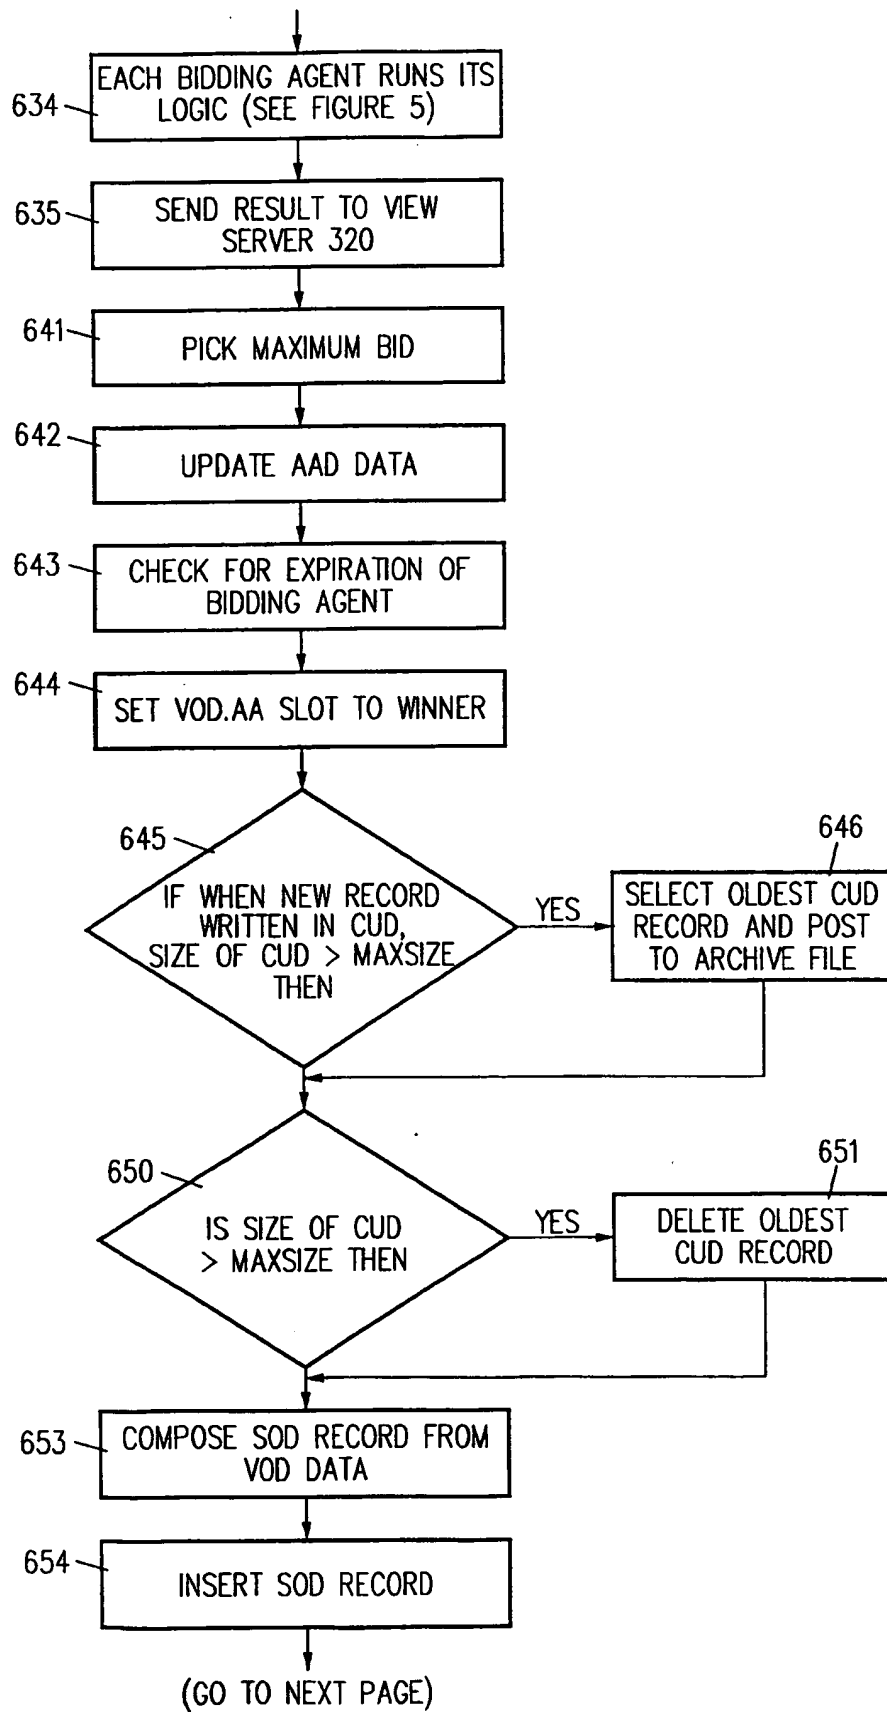 634
EACH BIDDING AGENT RUNS ITS
LOGIC (SEE FIGURE 5)
635
SEND RESULT TO VIEW
SERVER 320
641
PICK MAXIMUM BID
642
UPDATE AAD DATA
643
CHECK FOR EXPIRATION OF
BIDDING AGENT
644
SET VOD.AA SLOT TO WINNER
645
IF WHEN NEW RECORD
WRITTEN IN CUD,
SIZE OF CUD > MAXSIZE
THEN
YES
646
SELECT OLDEST CUD
RECORD AND POST
TO ARCHIVE FILE
650
IS SIZE OF CUD
> MAXSIZE THEN
YES
651
DELETE OLDEST
CUD RECORD
653
COMPOSE SOD RECORD FROM
VOD DATA
654
INSERT SOD RECORD
(GO TO NEXT PAGE)